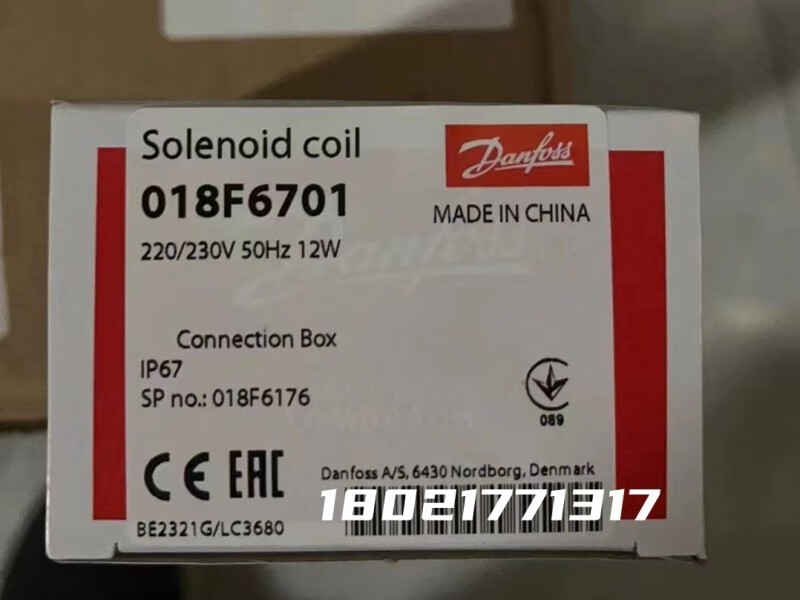 Solenoid coil
Danfoss
018F6701
MADE IN CHINA
220/230V 50Hz 12W
Danfoss
Connection Box
IP67
SP no.: 018F6176
089
CE EAC
Danfoss A/S, 6430 Nordborg, Denmark
18021771317
BE2321G/LC3680